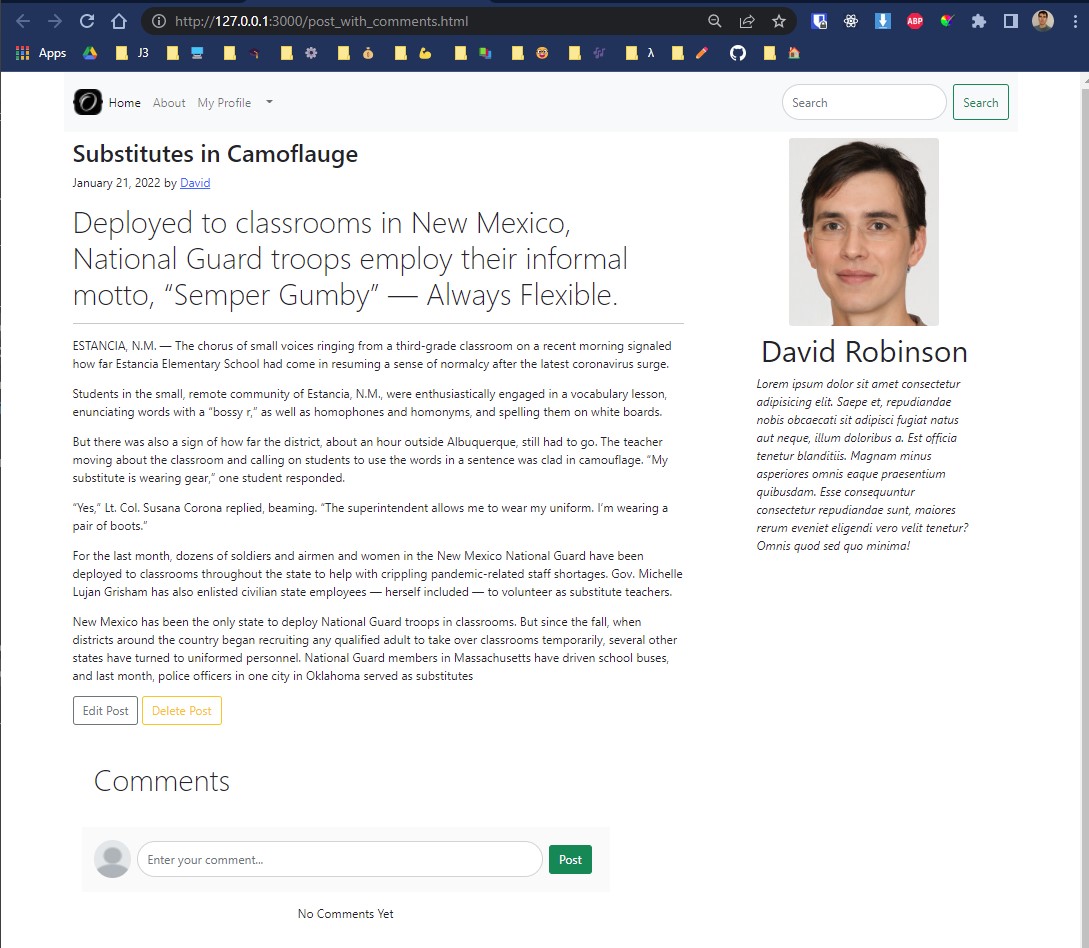 http://127.0.0.1:3000/post_with_comments.html
ABP
Apps
J3
λ
Home About My Profile
Search
Search
Substitutes in Camoflauge
January 21, 2022 by David
Deployed to classrooms in New Mexico,
National Guard troops employ their informal
motto, “Semper Gumby” — Always Flexible.
ESTANCIA, N.M. — The chorus of small voices ringing from a third-grade classroom on a recent morning signaled
how far Estancia Elementary School had come in resuming a sense of normalcy after the latest coronavirus surge.
Students in the small, remote community of Estancia, N.M., were enthusiastically engaged in a vocabulary lesson,
enunciating words with a “bossy r,” as well as homophones and homonyms, and spelling them on white boards.
But there was also a sign of how far the district, about an hour outside Albuquerque, still had to go. The teacher
moving about the classroom and calling on students to use the words in a sentence was clad in camouflage. “My
substitute is wearing gear,” one student responded.
“Yes,” Lt. Col. Susana Corona replied, beaming. “The superintendent allows me to wear my uniform. I’m wearing a
pair of boots.”
For the last month, dozens of soldiers and airmen and women in the New Mexico National Guard have been
deployed to classrooms throughout the state to help with crippling pandemic-related staff shortages. Gov. Michelle
Lujan Grisham has also enlisted civilian state employees — herself included — to volunteer as substitute teachers.
New Mexico has been the only state to deploy National Guard troops in classrooms. But since the fall, when
districts around the country began recruiting any qualified adult to take over classrooms temporarily, several other
states have turned to uniformed personnel. National Guard members in Massachusetts have driven school buses,
and last month, police officers in one city in Oklahoma served as substitutes
Edit Post
Delete Post
David Robinson
Lorem ipsum dolor sit amet consectetur
adipisicing elit. Saepe et, repudiandae
nobis obcaecati sit adipisci fugiat natus
aut neque, illum doloribus a. Est officia
tenetur blanditiis. Magnam minus
asperiores omnis eaque praesentium
quibusdam. Esse consequuntur
consectetur repudiandae sunt, maiores
rerum eveniet eligendi vero velit tenetur?
Omnis quod sed quo minima!
Comments
Enter your comment...
Post
No Comments Yet